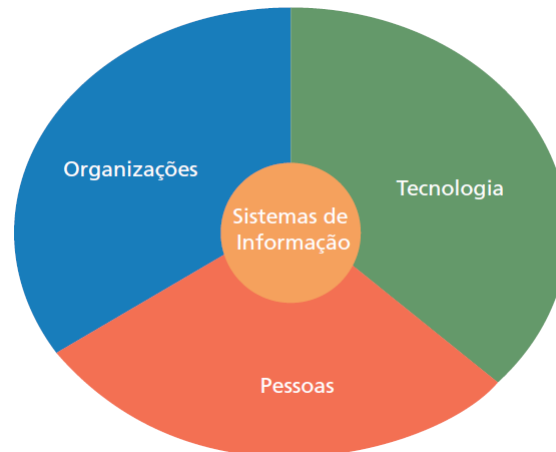 Organizações
Tecnologia
Sistemas de
Informação
Pessoas